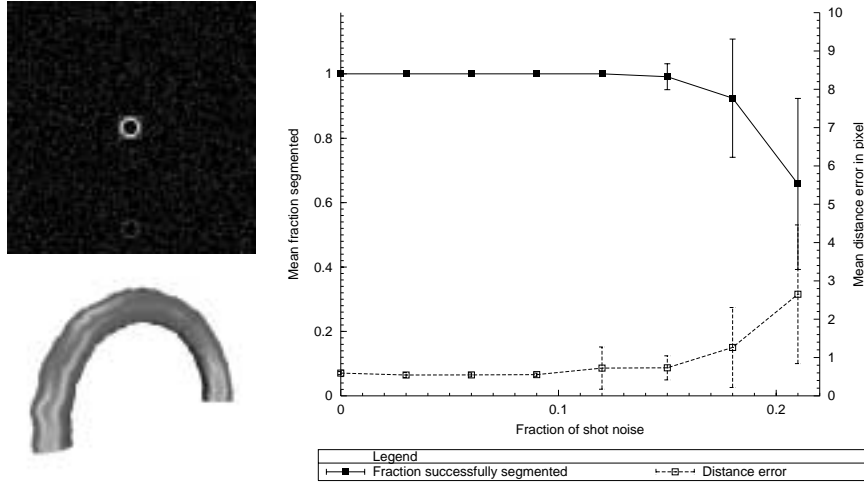 Mean fraction segmented
1
0.8
0.6
0.4
0.2
0
10
9
8
7
6
5
4
3
2
1
0
Mean distance error in pixel
0 0.1 0.2
Fraction of shot noise
Legend
Fraction successfully segmented Distance error